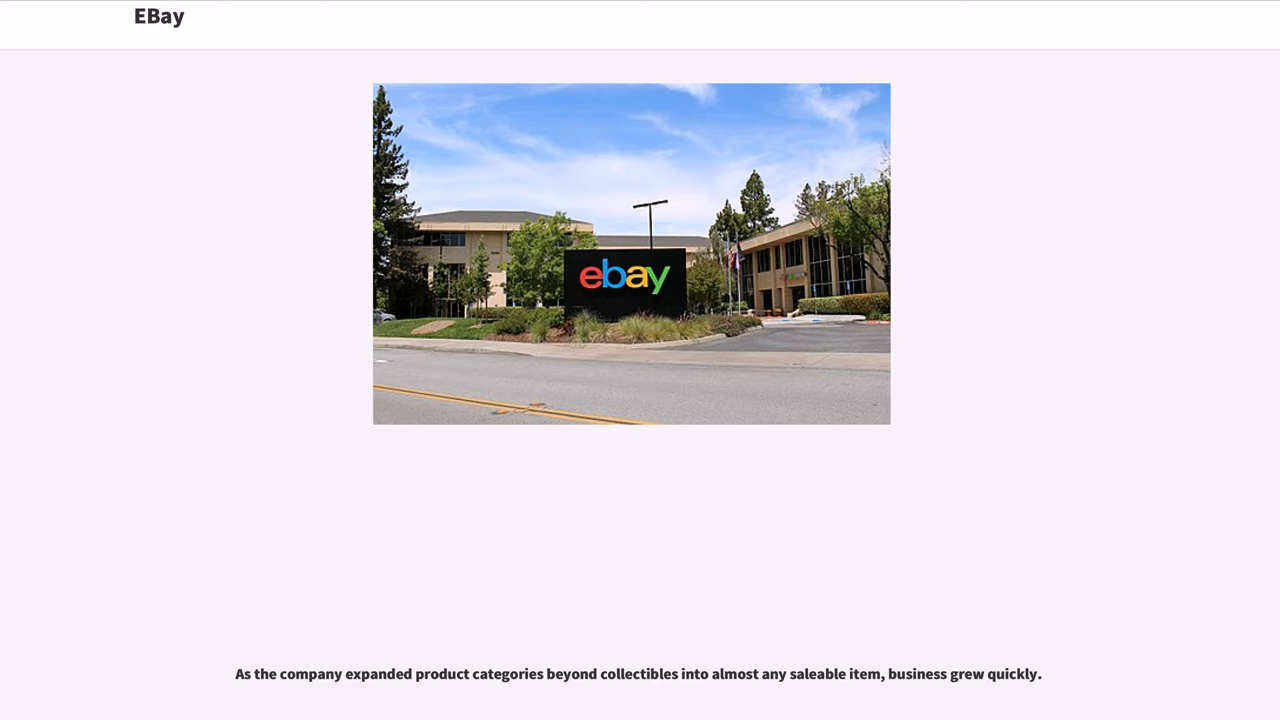 EBay
ebay
As the company expanded product categories beyond collectibles into almost any saleable item, business grew quickly.